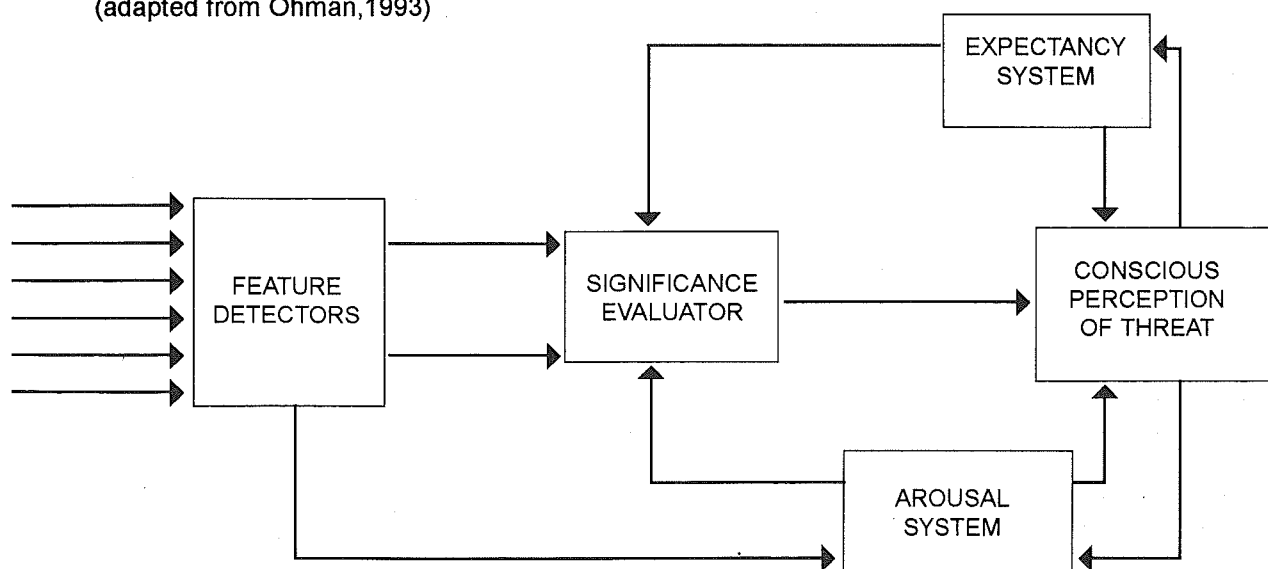 (adapted from Ohman,1993)
EXPECTANCY
SYSTEM
FEATURE
DETECTORS
SIGNIFICANCE
EVALUATOR
CONSCIOUS
PERCEPTION
OF THREAT
AROUSAL
SYSTEM